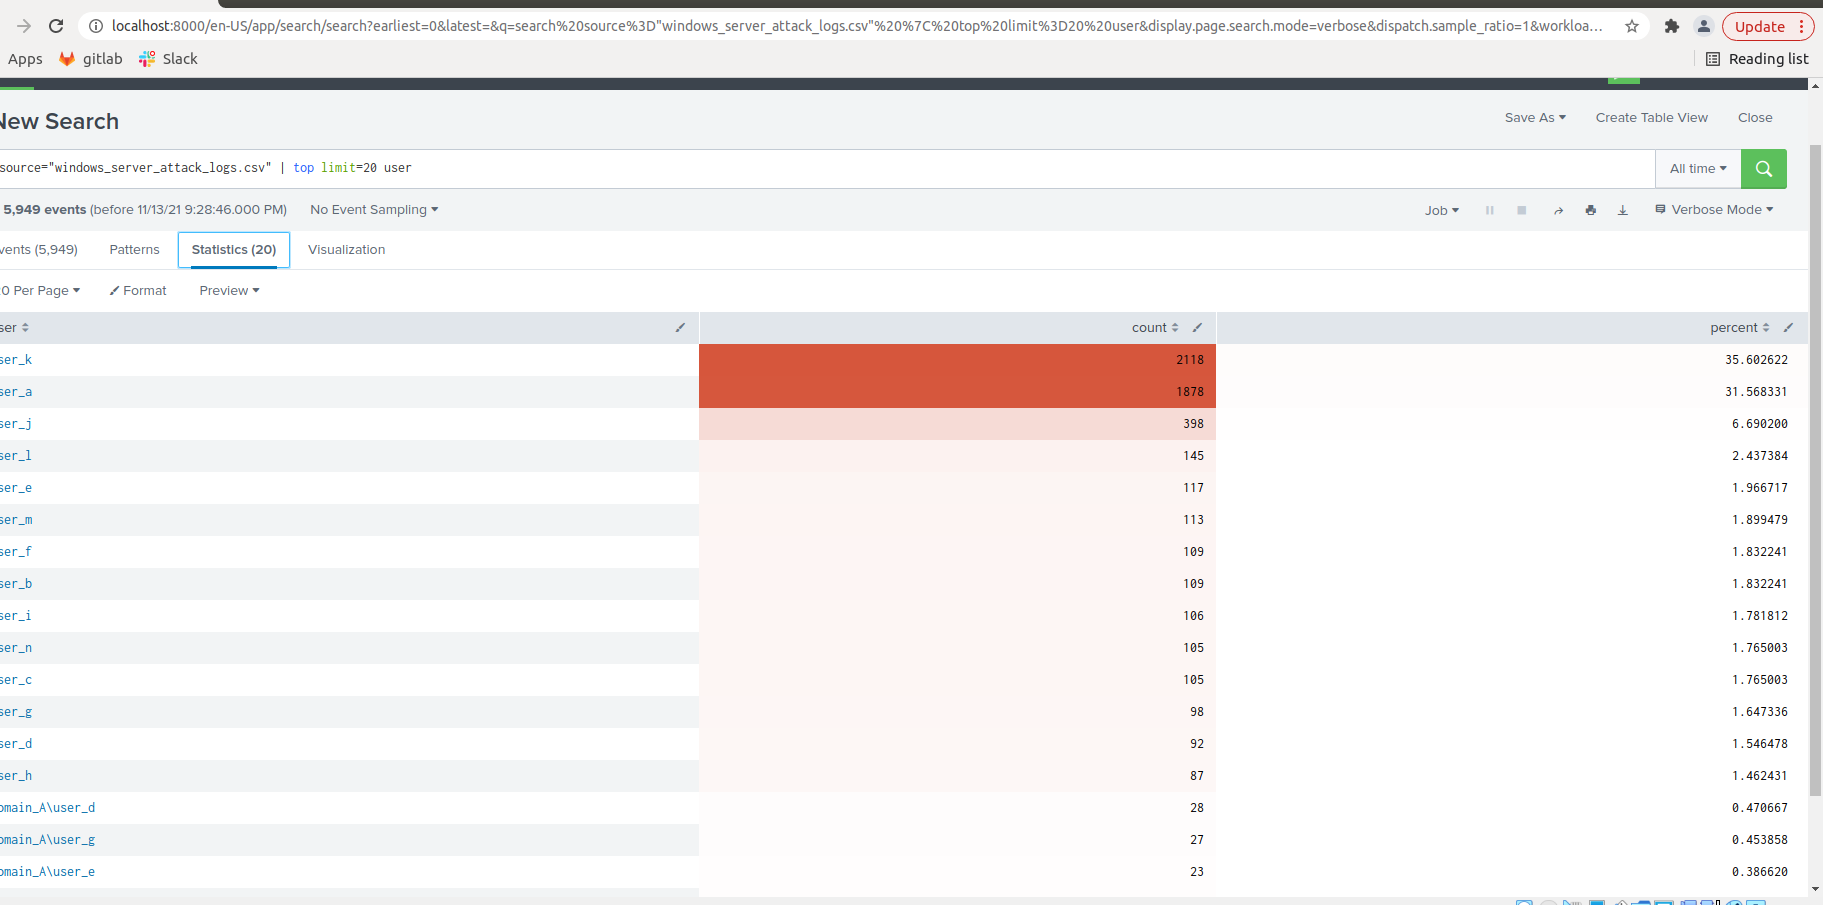 localhost:8000/en-US/app/search/search?earliest=0&latest=&q=search%20source%3D"windows_server_attack_logs.csv"%20%7C%20top%20limit%3D20%20user&display.page.search.mode=verbose&dispatch.sample_ratio=1&workloa...
Update
Apps gitlab Slack Reading list
New Search
Save As Create Table View Close
source="windows_server_attack_logs.csv" | top limit=20 user
All time
5,949 events (before 11/13/21 9:28:46.000 PM) No Event Sampling
Job Verbose Mode
vents (5,949) Patterns Statistics (20) Visualization
0 Per Page Format Preview
ser count percent
ser_k 2118 35.602622
ser_a 1878 31.568331
ser_j 398 6.690200
ser_l 145 2.437384
ser_e 117 1.966717
ser_m 113 1.899479
ser_f 109 1.832241
ser_b 109 1.832241
ser_i 106 1.781812
ser_n 105 1.765003
ser_c 105 1.765003
ser_g 98 1.647336
ser_d 92 1.546478
ser_h 87 1.462431
omain_A\user_d 28 0.470667
omain_A\user_g 27 0.453858
omain_A\user_e 23 0.386620